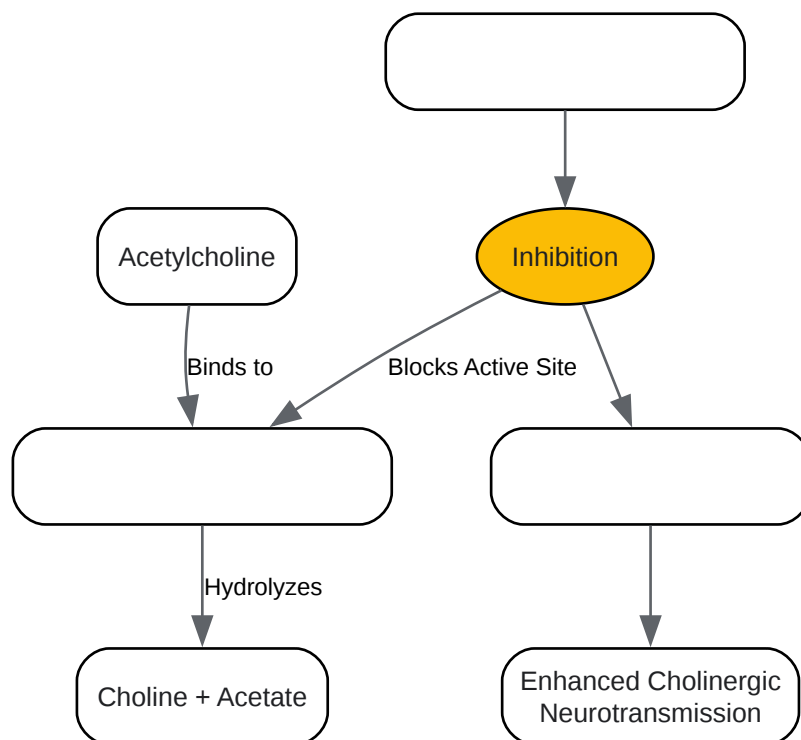 Acetylcholine
Inhibition
Binds to
Blocks Active Site
Hydrolyzes
Choline + Acetate
Enhanced Cholinergic
Neurotransmission